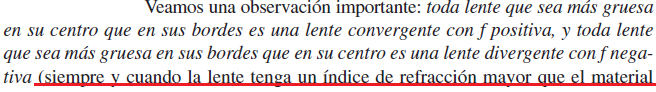 Veamos una observación importante: toda lente que sea más gruesa
en su centro que en sus bordes es una lente convergente con f positiva, y toda lente
que sea más gruesa en sus bordes que en su centro es una lente divergente con f nega-
tiva (siempre y cuando la lente tenga un índice de refracción mayor que el material